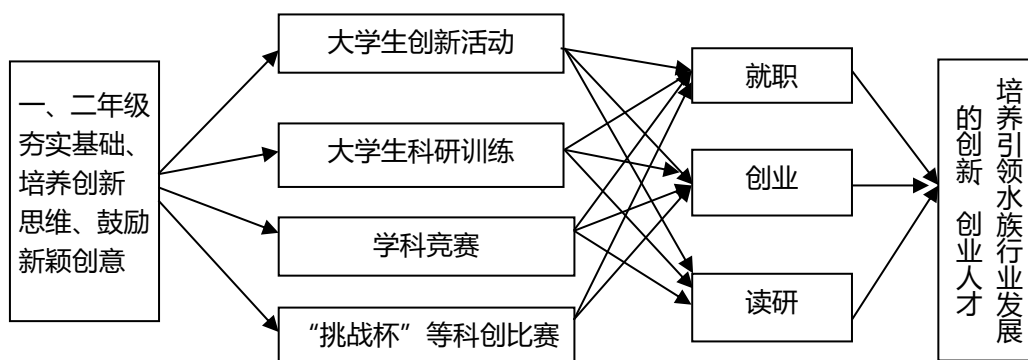 一、二年级
夯实基础、
培养创新
思维、鼓励
新颖创意
大学生创新活动
大学生科研训练
学科竞赛
“挑战杯”等科创比赛
就职
创业
读研
培养引领水族行业发展
的创新 创业人才